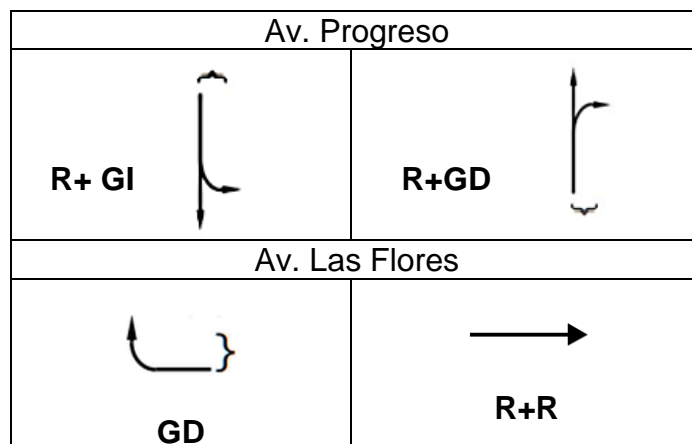 Av. Progreso
R+ GI
R+GD
Av. Las Flores
GD
R+R